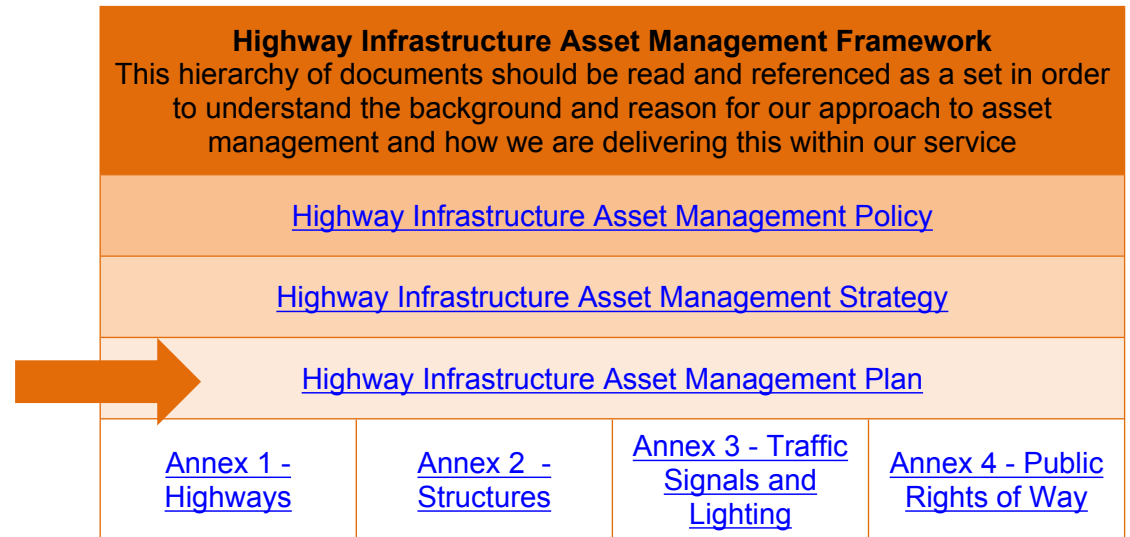 Highway Infrastructure Asset Management Framework
This hierarchy of documents should be read and referenced as a set in order
to understand the background and reason for our approach to asset
management and how we are delivering this within our service
Highway Infrastructure Asset Management Policy
Highway Infrastructure Asset Management Strategy
Highway Infrastructure Asset Management Plan
Annex 1 -
Highways
Annex 2 -
Structures
Annex 3 - Traffic
Signals and
Lighting
Annex 4 - Public
Rights of Way